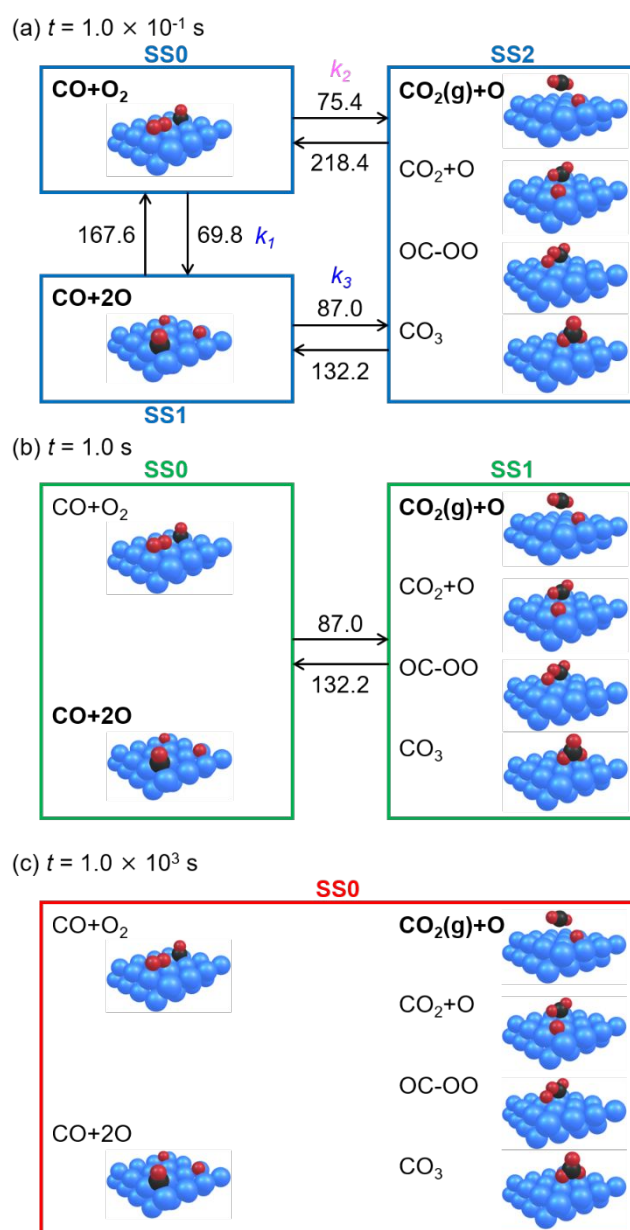 (a) t = 1.0 × 10⁻¹ s
SS0
SS2
CO+O₂
k₂
75.4
218.4
CO₂(g)+O
CO₂+O
167.6
69.8
k₁
OC-OO
CO+2O
k₃
87.0
132.2
CO₃
SS1
(b) t = 1.0 s
SS0
SS1
CO+O₂
CO₂(g)+O
CO₂+O
87.0
132.2
OC-OO
CO+2O
CO₃
(c) t = 1.0 × 10³ s
SS0
CO+O₂
CO₂(g)+O
CO₂+O
OC-OO
CO+2O
CO₃